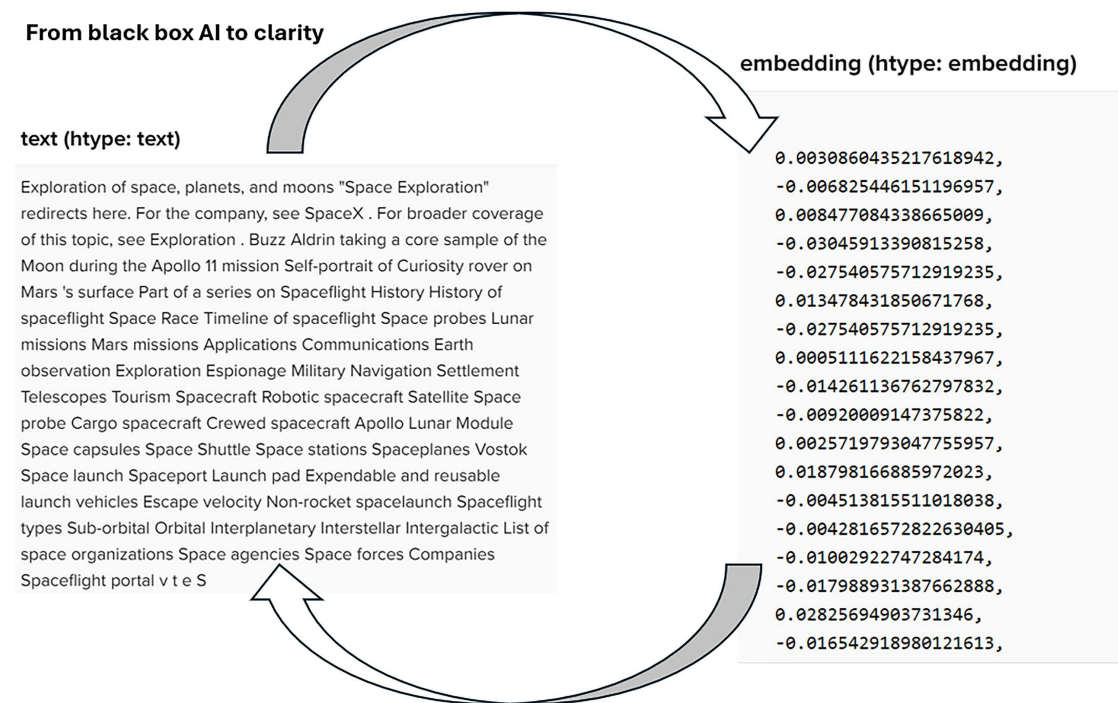 From black box AI to clarity
text (htype: text)
Exploration of space, planets, and moons "Space Exploration"
redirects here. For the company, see SpaceX . For broader coverage
of this topic, see Exploration . Buzz Aldrin taking a core sample of the
Moon during the Apollo 11 mission Self-portrait of Curiosity rover on
Mars 's surface Part of a series on Spaceflight History History of
spaceflight Space Race Timeline of spaceflight Space probes Lunar
missions Mars missions Applications Communications Earth
observation Exploration Espionage Military Navigation Settlement
Telescopes Tourism Spacecraft Robotic spacecraft Satellite Space
probe Cargo spacecraft Crewed spacecraft Apollo Lunar Module
Space capsules Space Shuttle Space stations Spaceplanes Vostok
Space launch Spaceport Launch pad Expendable and reusable
launch vehicles Escape velocity Non-rocket spacelaunch Spaceflight
types Sub-orbital Orbital Interplanetary Interstellar Intergalactic List of
space organizations Space agencies Space forces Companies
Spaceflight portal v t e S
embedding (htype: embedding)
0.0030860435217618942,
-0.006825446151196957,
0.008477084338665009,
-0.03045913390815258,
-0.027540575712919235,
0.013478431850671768,
-0.027540575712919235,
0.0005111622158437967,
-0.014261136762797832,
-0.00920009147375822,
0.0025719793047755957,
0.018798166885972023,
-0.004513815511018038,
-0.0042816572822630405,
-0.01002922747284174,
-0.017988931387662888,
0.02825694903731346,
-0.016542918980121613,